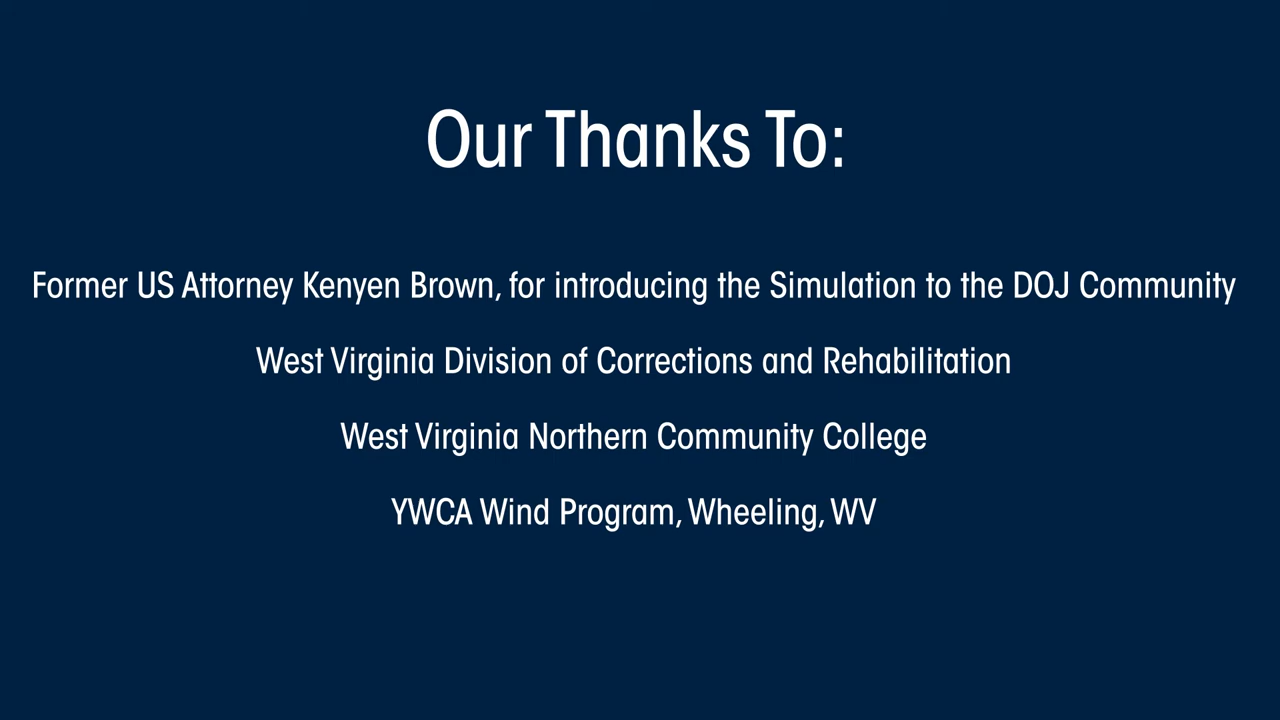 Our Thanks To:
Former US Attorney Kenyen Brown, for introducing the Simulation to the DOJ Community
West Virginia Division of Corrections and Rehabilitation
West Virginia Northern Community College
YWCA Wind Program, Wheeling, WV